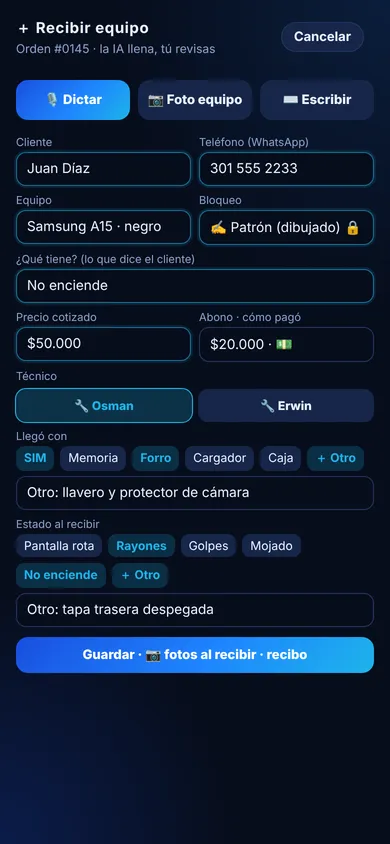 ＋ Recibir equipo
Cancelar
Orden #0145 · la IA llena, tú revisas
🎙️ Dictar
📷 Foto equipo
⌨️ Escribir
Cliente
Teléfono (WhatsApp)
Juan Díaz
301 555 2233
Equipo
Bloqueo
Samsung A15 · negro
✍️ Patrón (dibujado) 🔒
¿Qué tiene? (lo que dice el cliente)
No enciende
Precio cotizado
Abono · cómo pagó
$50.000
$20.000 · 💵
Técnico
🔧 Osman
🔧 Erwin
Llegó con
SIM
Memoria
Forro
Cargador
Caja
＋ Otro
Otro: llavero y protector de cámara
Estado al recibir
Pantalla rota
Rayones
Golpes
Mojado
No enciende
＋ Otro
Otro: tapa trasera despegada
Guardar · 📷 fotos al recibir · recibo